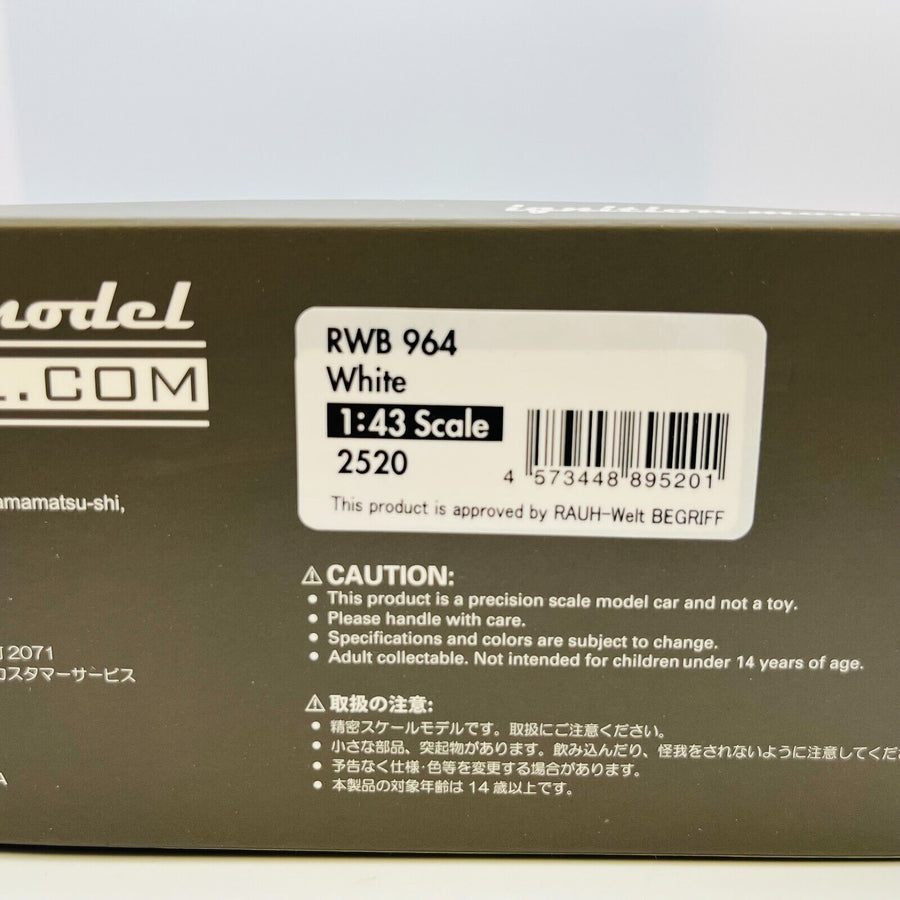 ignition
model
.COM
RWB 964
White
1:43 Scale
2520
4 573448 895201
This product is approved by RAUH-Welt BEGRIFF
amamatsu-shi,
2071
コスタマーサービス
A
⚠ CAUTION:
• This product is a precision scale model car and not a toy.
• Please handle with care.
• Specifications and colors are subject to change.
• Adult collectable. Not intended for children under 14 years of age.
⚠ 取扱の注意:
• 精密スケールモデルです。取扱にご注意ください。
• 小さな部品、突起物があります。飲み込んだり、怪我をされないように注意してくだ
• 予告なく仕様・色等を変更する場合があります。
• 本製品の対象年齢は 14 歳以上です。